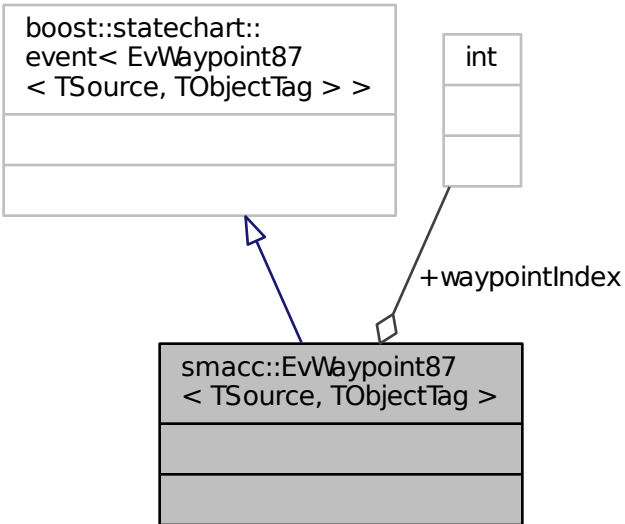 boost::statechart::
event< EvWaypoint87
< TSource, TObjectTag > >
int
+waypointIndex
smacc::EvWaypoint87
< TSource, TObjectTag >